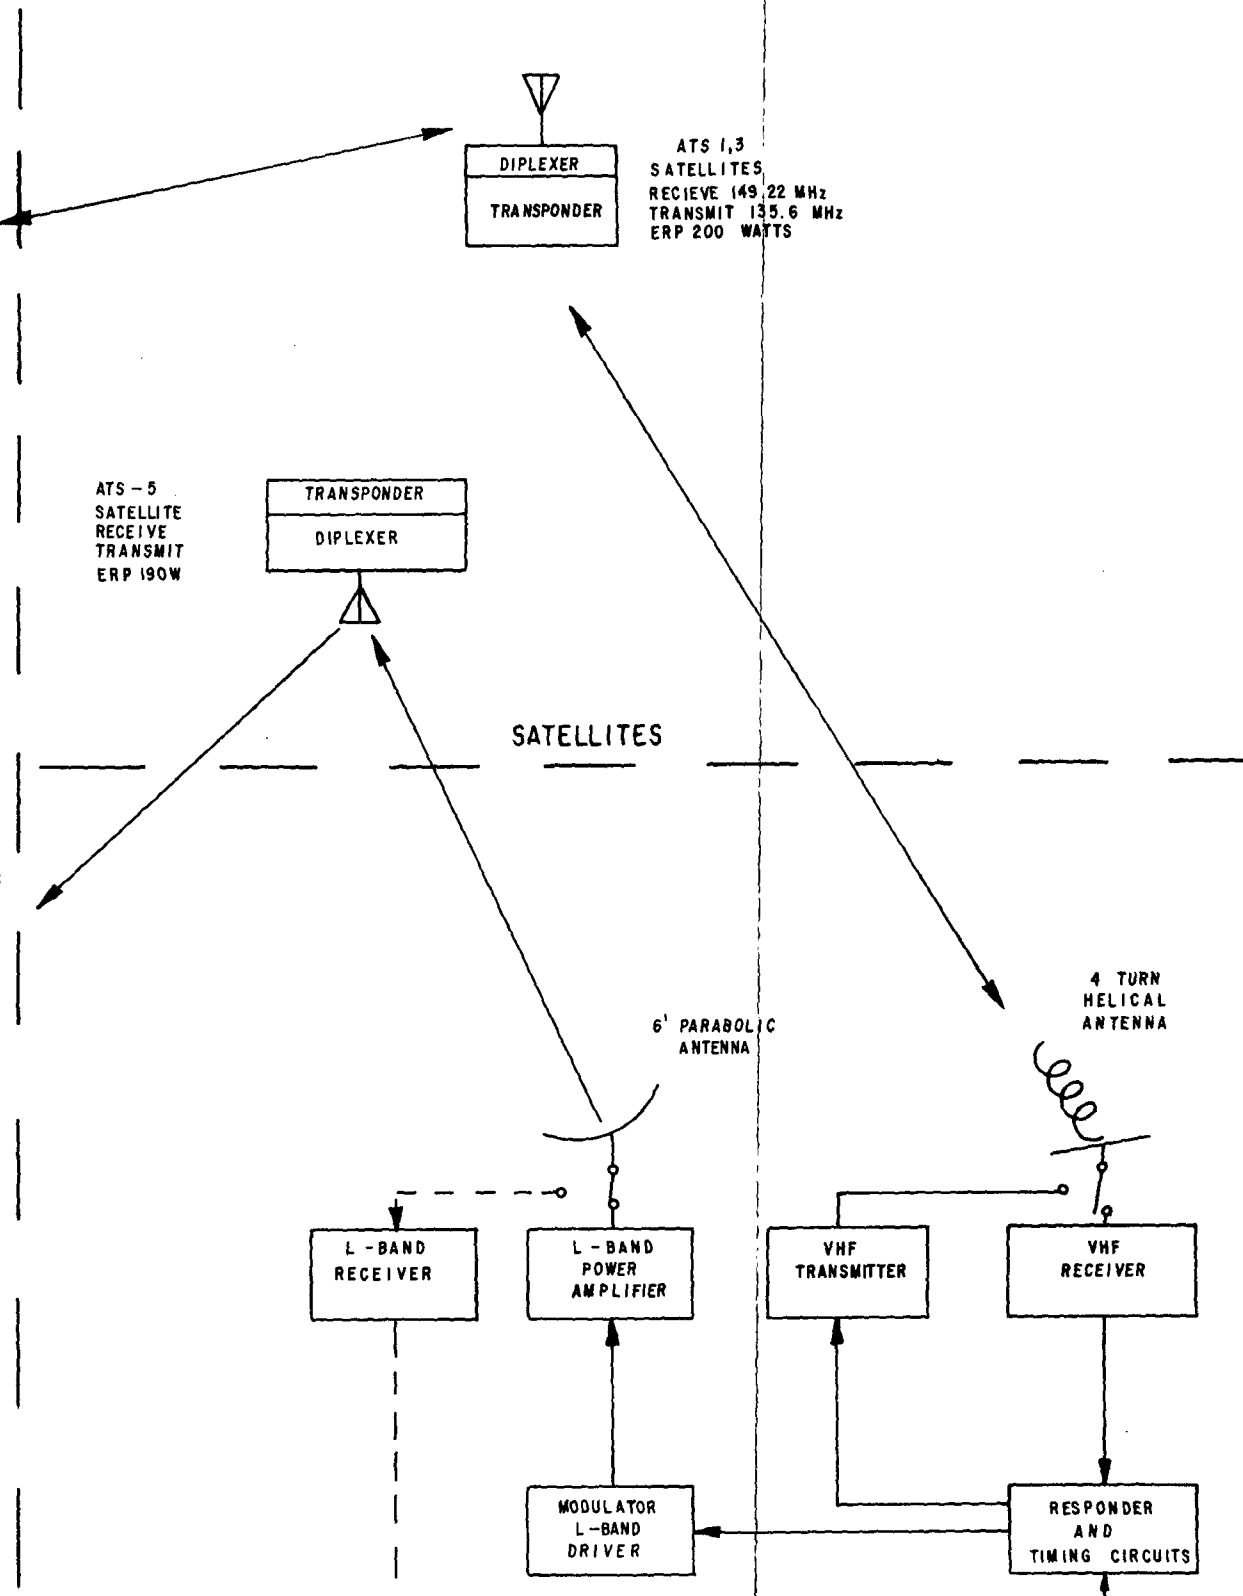 DIPLEXER
TRANSPONDER
ATS 1,3
SATELLITES
RECIEVE 149.22 MHz
TRANSMIT 135.6 MHz
ERP 200 WATTS
ATS-5
SATELLITE
RECEIVE
TRANSMIT
ERP 190W
TRANSPONDER
DIPLEXER
SATELLITES
4 TURN
HELICAL
ANTENNA
6' PARABOLIC
ANTENNA
L-BAND
RECEIVER
L-BAND
POWER
AMPLIFIER
VHF
TRANSMITTER
VHF
RECEIVER
MODULATOR
L-BAND
DRIVER
RESPONDER
AND
TIMING CIRCUITS